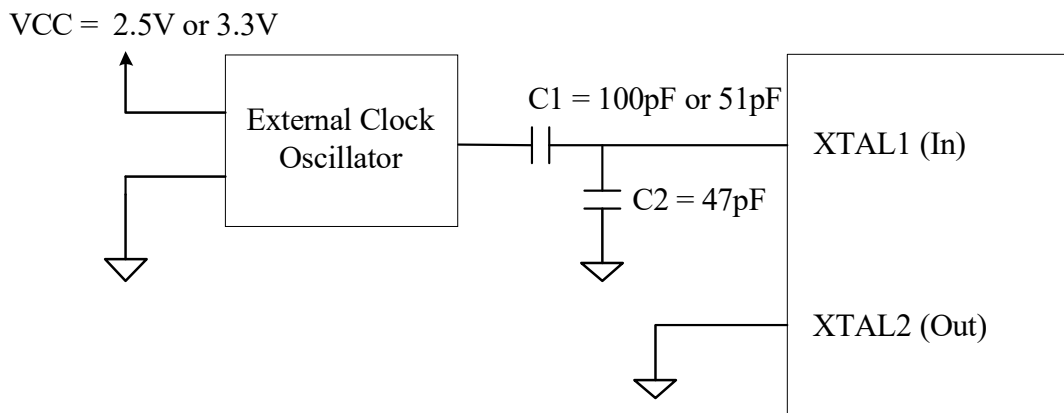 VCC =  2.5V or 3.3V
External Clock
Oscillator
C1 = 100pF or 51pF
C2 = 47pF
XTAL1 (In)
XTAL2 (Out)